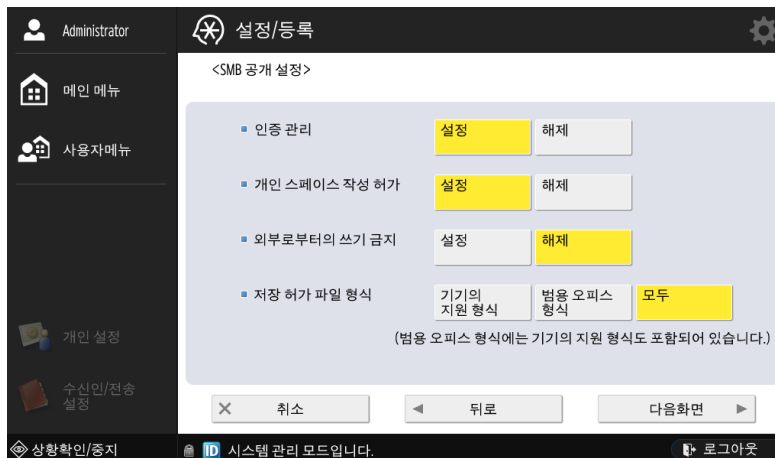 Administrator
설정/등록
<SMB 공개 설정>
메인 메뉴
사용자메뉴
인증 관리
설정
해제
개인 스페이스 작성 허가
설정
해제
외부로부터의 쓰기 금지
설정
해제
저장 허가 파일 형식
기기의
지원 형식
범용 오피스
형식
모두
(범용 오피스 형식에는 기기의 지원 형식도 포함되어 있습니다.)
개인 설정
수신인/전송
설정
취소
뒤로
다음화면
상황확인/중지
ID 시스템 관리 모드입니다.
로그아웃